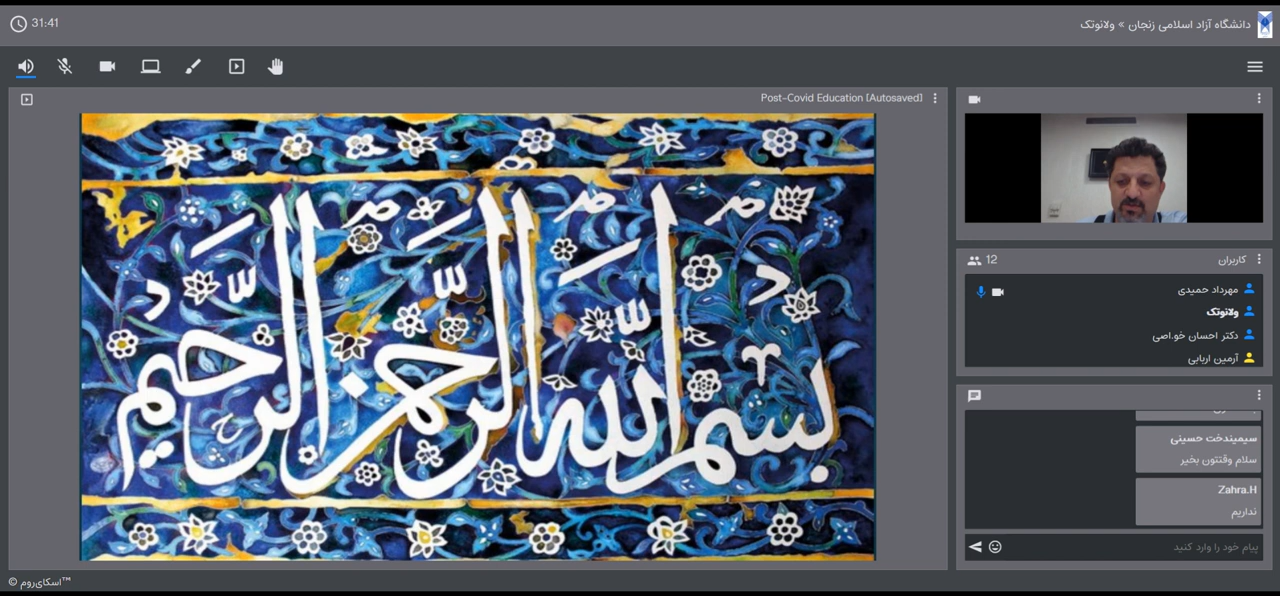 31:41
دانشگاه آزاد اسلامی زنجان » ولانوتک
Post-Covid Education [Autosaved]
بسم الله الرحمن الرحیم
12
کاربران
مهرداد حمیدی
ولانوتک
دکتر احسان خو.اصی
آرمین اربابی
سیمیندخت حسینی
سلام وقتتون بخیر
Zahra.H
نداریم
پیام خود را وارد کنید
© اسکای‌روم™